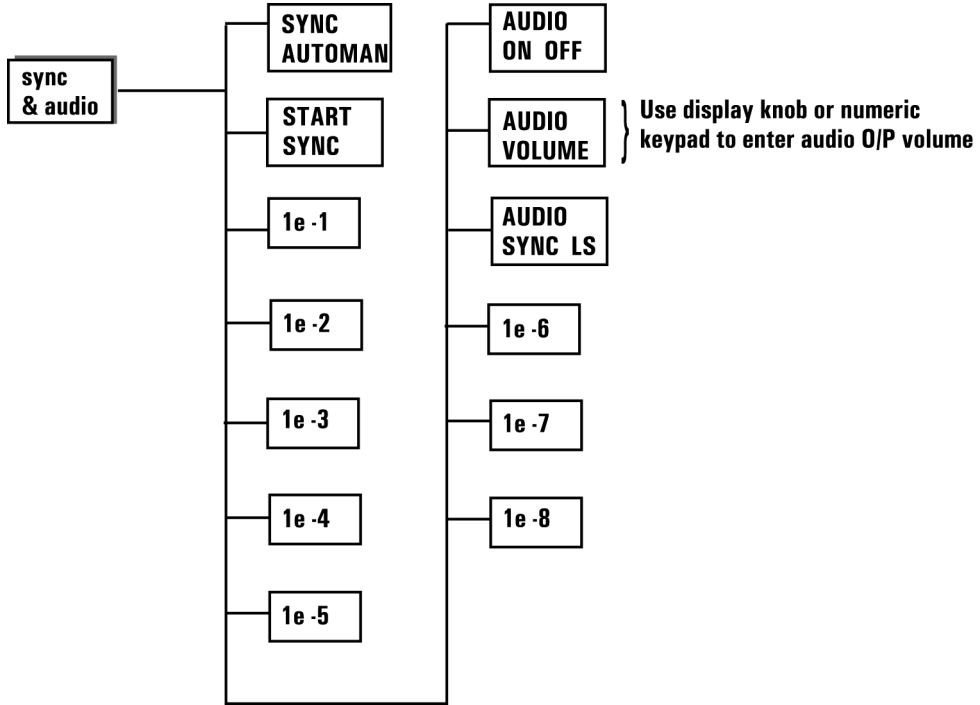 sync
& audio
SYNC
AUTOMAN
START
SYNC
1e -1
1e -2
1e -3
1e -4
1e -5
AUDIO
ON OFF
AUDIO
VOLUME
Use display knob or numeric
keypad to enter audio O/P volume
AUDIO
SYNC LS
1e -6
1e -7
1e -8